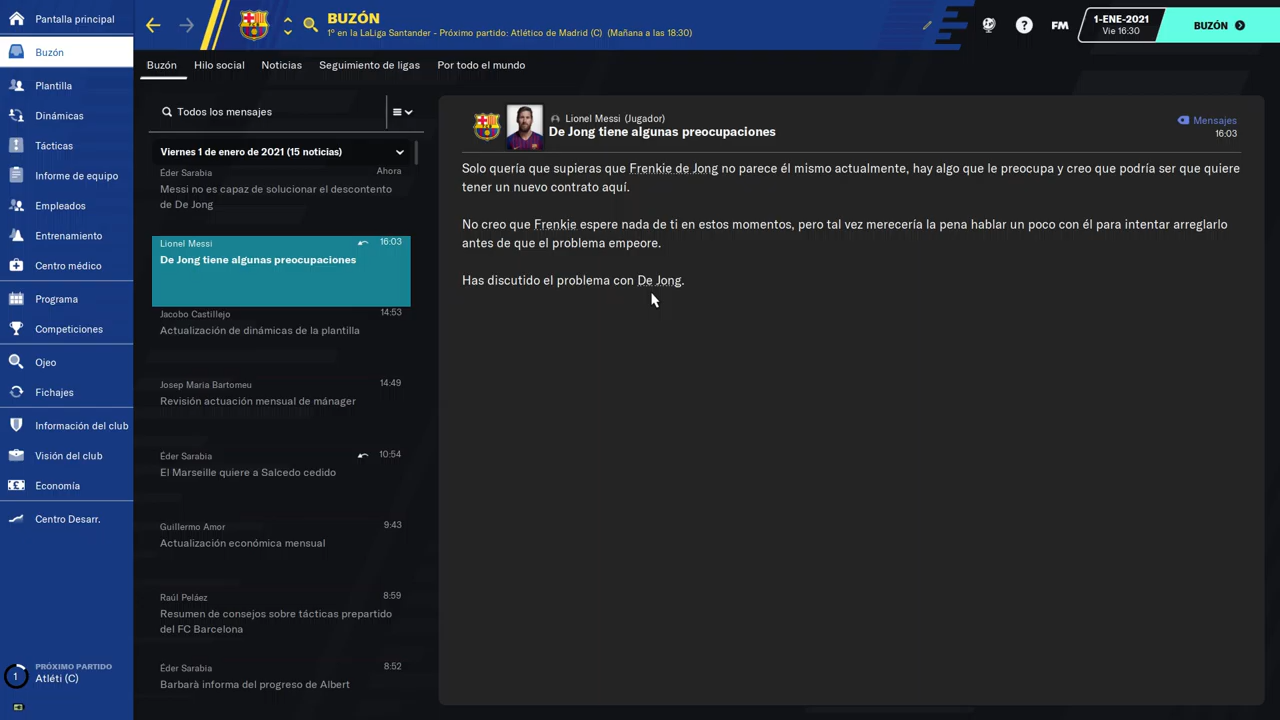 Pantalla principal
Buzón
Plantilla
Dinámicas
Tácticas
Informe de equipo
Empleados
Entrenamiento
Centro médico
Programa
Competiciones
Ojeo
Fichajes
Información del club
Visión del club
Economía
Centro Desarr.
PRÓXIMO PARTIDO
1
Atléti (C)
BUZÓN
1º en la LaLiga Santander - Próximo partido: Atlético de Madrid (C) (Mañana a las 18:30)
?
FM
1-ENE-2021
Vie 16:30
BUZÓN
Buzón
Hilo social
Noticias
Seguimiento de ligas
Por todo el mundo
Todos los mensajes
Viernes 1 de enero de 2021 (15 noticias)
Éder Sarabia
Ahora
Messi no es capaz de solucionar el descontento
de De Jong
Lionel Messi
16:03
De Jong tiene algunas preocupaciones
Jacobo Castillejo
14:53
Actualización de dinámicas de la plantilla
Josep Maria Bartomeu
14:49
Revisión actuación mensual de mánager
Éder Sarabia
10:54
El Marseille quiere a Salcedo cedido
Guillermo Amor
9:43
Actualización económica mensual
Raúl Peláez
8:59
Resumen de consejos sobre tácticas prepartido
del FC Barcelona
Éder Sarabia
8:52
Barbarà informa del progreso de Albert
Lionel Messi (Jugador)
De Jong tiene algunas preocupaciones
Mensajes
16:03
Solo quería que supieras que Frenkie de Jong no parece él mismo actualmente, hay algo que le preocupa y creo que podría ser que quiere
tener un nuevo contrato aquí.
No creo que Frenkie espere nada de ti en estos momentos, pero tal vez merecería la pena hablar un poco con él para intentar arreglarlo
antes de que el problema empeore.
Has discutido el problema con De Jong.